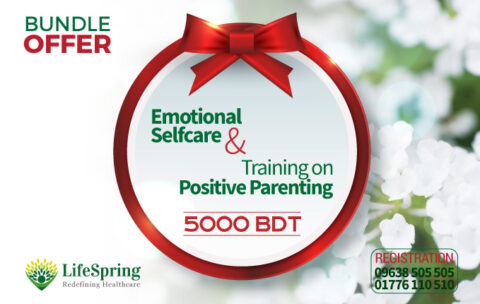 BUNDLE
OFFER
Emotional
Selfcare &
Training on
Positive Parenting
5000 BDT
LifeSpring
Redefining Healthcare
REGISTRATION
09638 505 505
01776 110 510